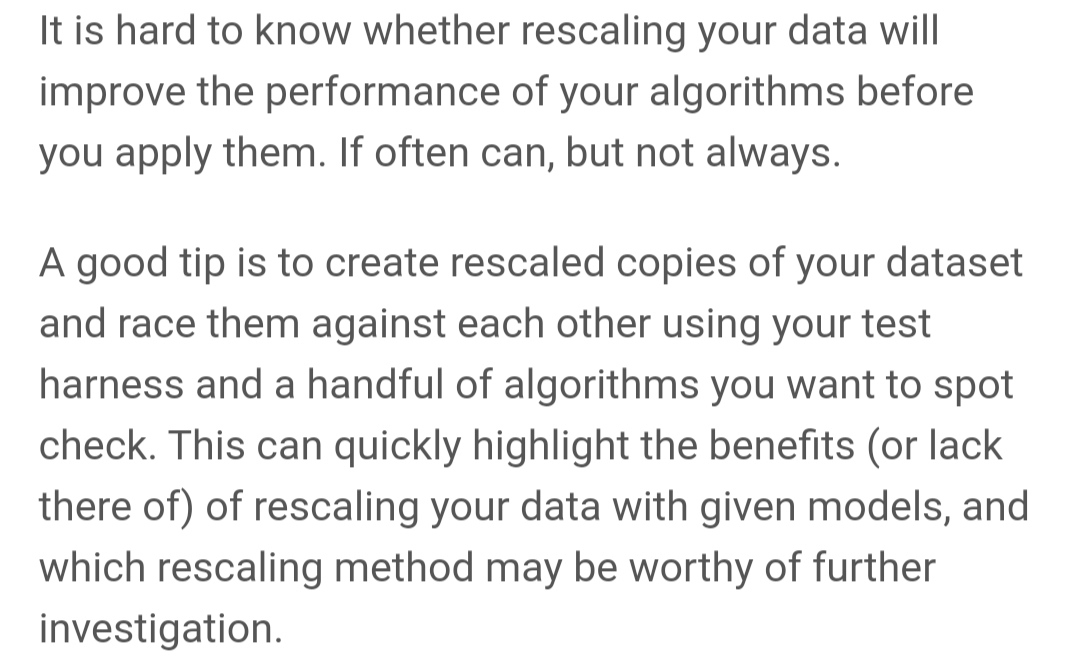 It is hard to know whether rescaling your data will
improve the performance of your algorithms before
you apply them. If often can, but not always.
A good tip is to create rescaled copies of your dataset
and race them against each other using your test
harness and a handful of algorithms you want to spot
check. This can quickly highlight the benefits (or lack
there of) of rescaling your data with given models, and
which rescaling method may be worthy of further
investigation.